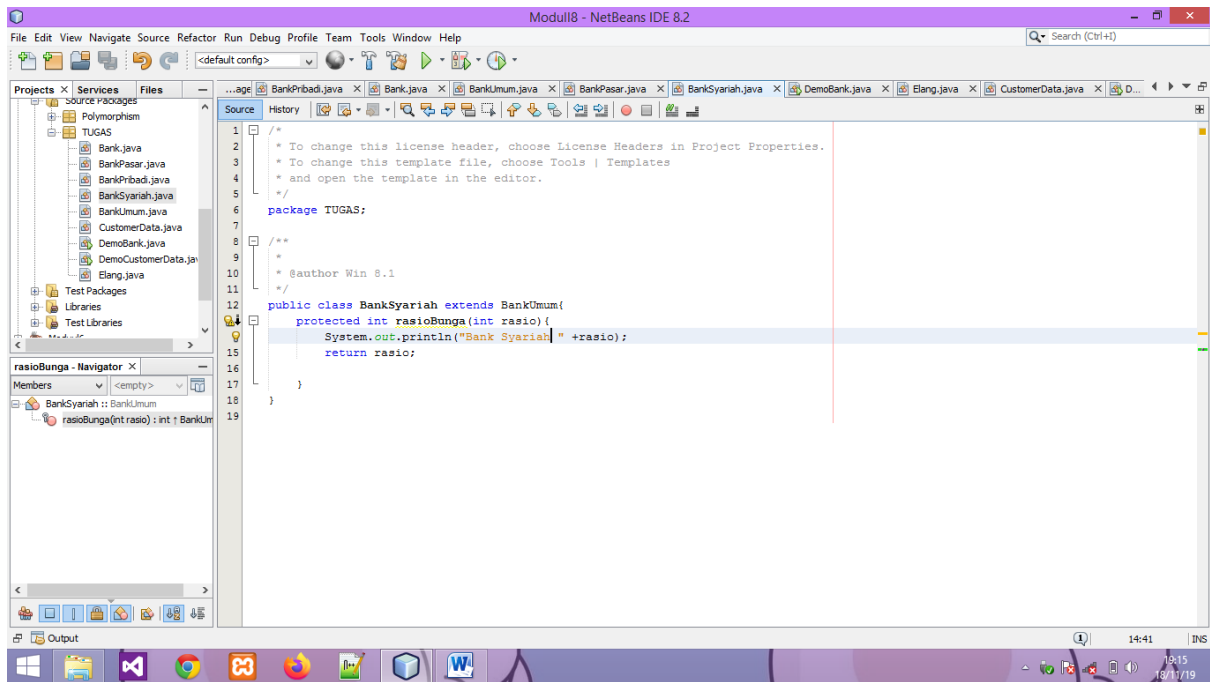 Modull8 - NetBeans IDE 8.2
File Edit View Navigate Source Refactor Run Debug Profile Team Tools Window Help
Search (Ctrl+I)
<default config>
Projects Services Files
...age BankPribadi.java BankBank.java BankUmum.java BankPasar.java BankSyariah.java DemoBank.java Elang.java CustomerData.java D...
Source History
Source Packages
Polymorphism
TUGAS
Bank.java
BankPasar.java
BankPribadi.java
BankSyariah.java
BankUmum.java
CustomerData.java
DemoBank.java
DemoCustomerData.jav
Elang.java
Test Packages
Libraries
Test Libraries
1 /*
2 * To change this license header, choose License Headers in Project Properties.
3 * To change this template file, choose Tools | Templates
4 * and open the template in the editor.
5 */
6 package TUGAS;
7
8 /**
9 *
10 * @author Win 8.1
11 */
12 public class BankSyariah extends BankUmum{
protected int rasioBunga(int rasio){
System.out.println("Bank Syariah " +rasio);
15 return rasio;
16
17 }
18 }
19
rasioBunga - Navigator
Members <empty>
BankSyariah :: BankUmum
rasioBunga(int rasio) : int ↑ BankUm
Output
1 14:41 INS
19:15
18/11/19